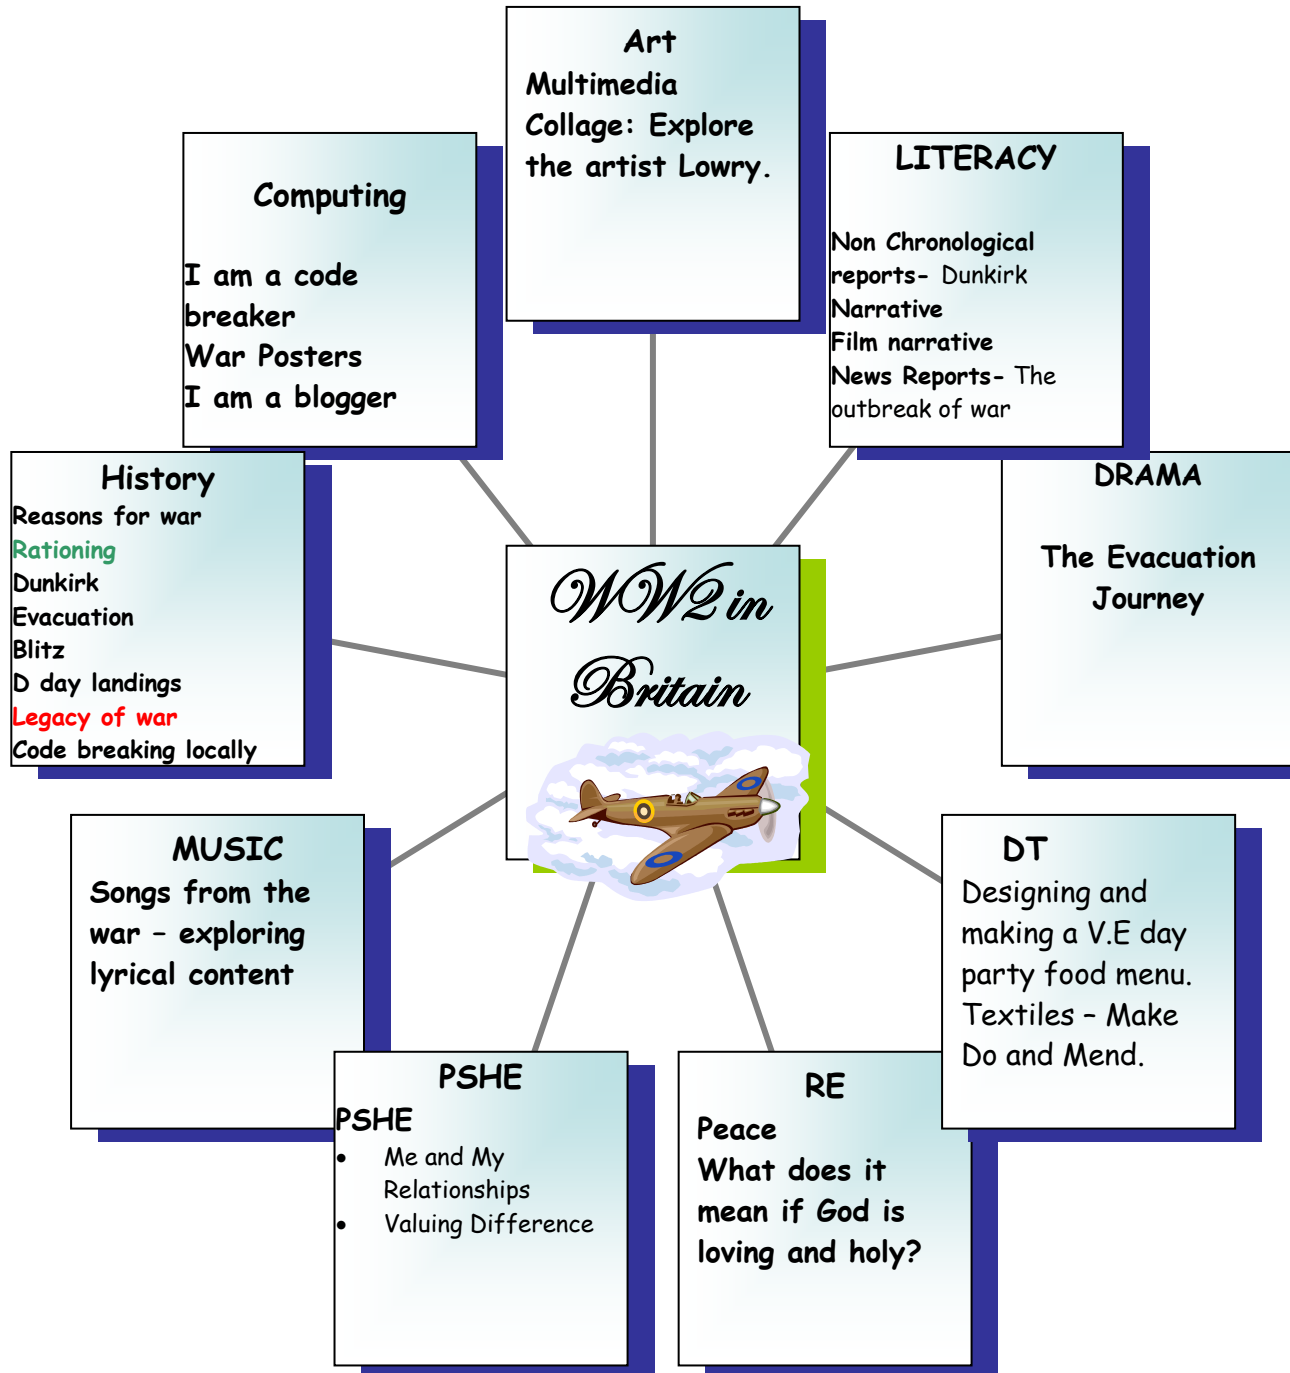 Art
Multimedia
Collage: Explore
the artist Lowry.
Computing
I am a code
breaker
War Posters
I am a blogger
LITERACY
Non Chronological
reports- Dunkirk
Narrative
Film narrative
News Reports- The
outbreak of war
History
Reasons for war
Rationing
Dunkirk
Evacuation
Blitz
D day landings
Legacy of war
Code breaking locally
DRAMA
The Evacuation
Journey
WW2 in
Britain
MUSIC
Songs from the
war – exploring
lyrical content
DT
Designing and
making a V.E day
party food menu.
Textiles – Make
Do and Mend.
PSHE
PSHE
• Me and My
Relationships
• Valuing Difference
RE
Peace
What does it
mean if God is
loving and holy?